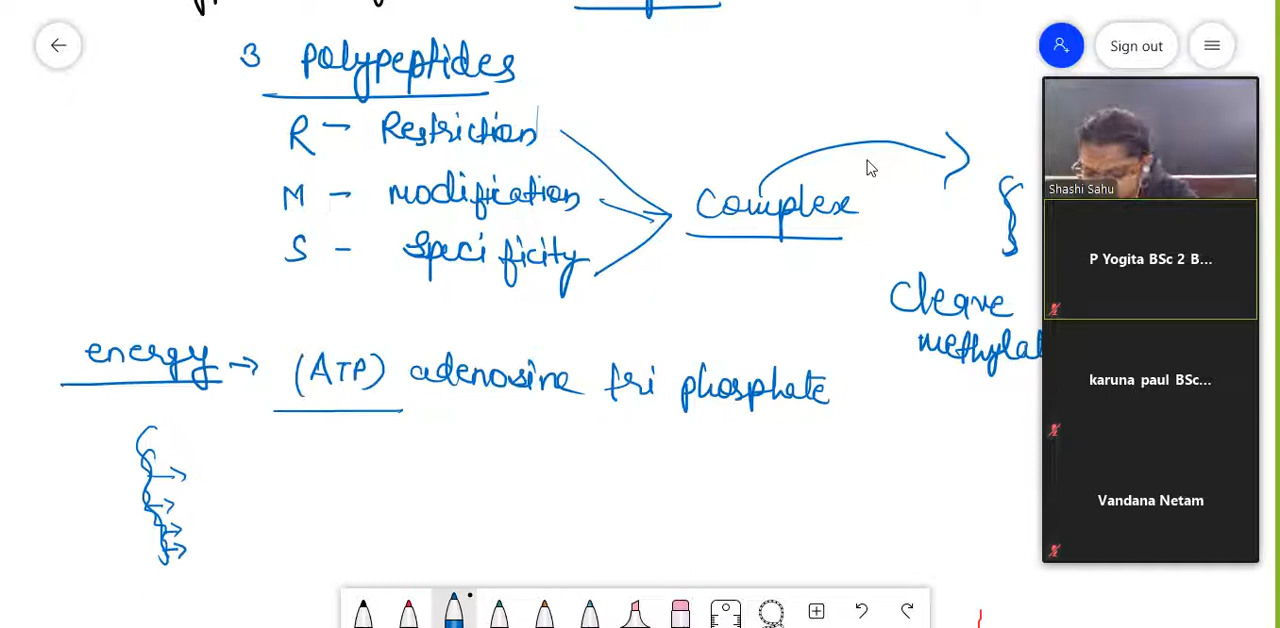 Sign out
3 Polypeptides
R — Restriction
M — modification
S — Specificity
Complex
Cleave
methylat
energy → (ATP) adenosine tri phosphate
Shashi Sahu
P Yogita BSc 2 B...
karuna paul BSc...
Vandana Netam